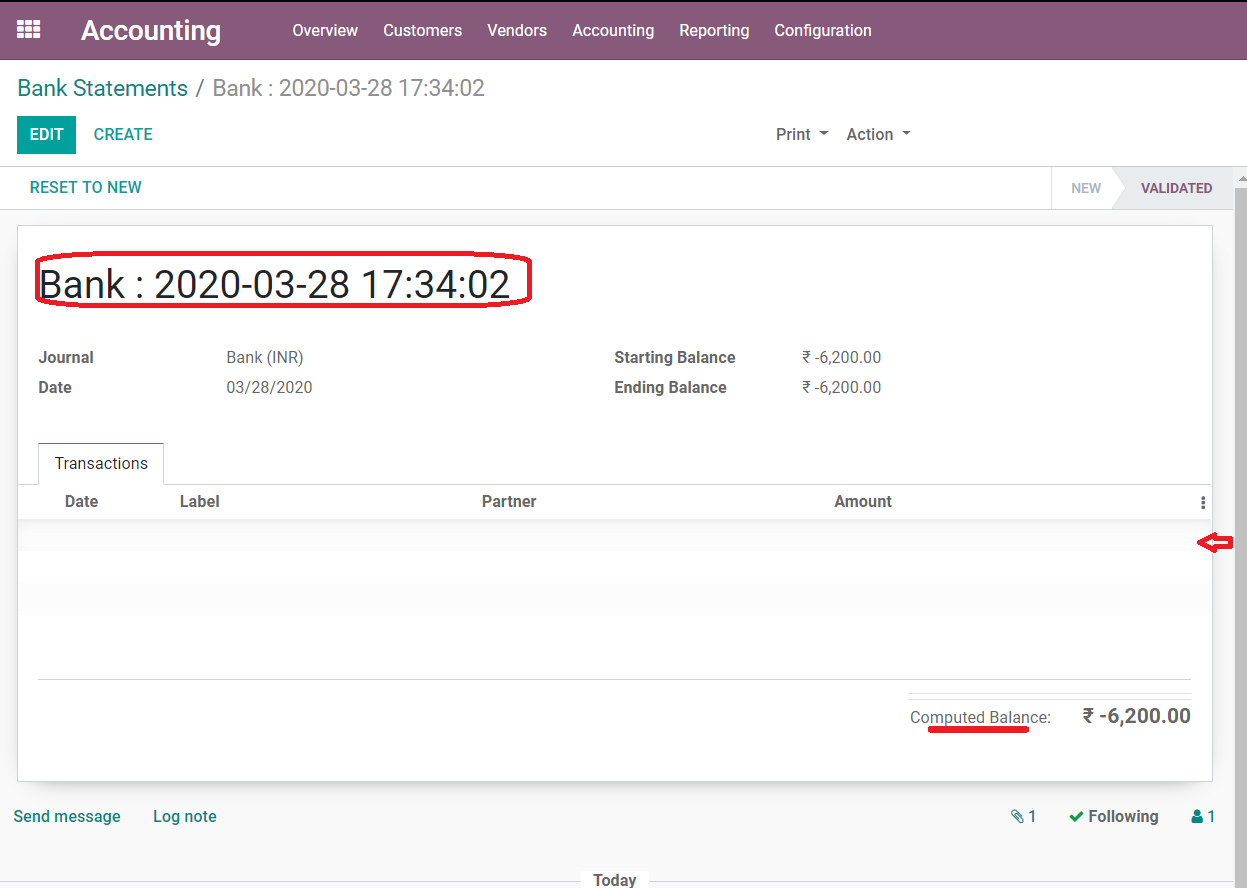 Accounting Overview Customers Vendors Accounting Reporting Configuration
Bank Statements / Bank : 2020-03-28 17:34:02
EDIT CREATE Print Action
RESET TO NEW NEW VALIDATED
Bank : 2020-03-28 17:34:02
Journal Bank (INR) Starting Balance ₹ -6,200.00
Date 03/28/2020 Ending Balance ₹ -6,200.00
Transactions
Date Label Partner Amount
Computed Balance: ₹ -6,200.00
Send message Log note 1 Following 1
Today